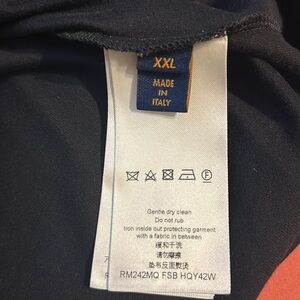 XXL
MADE
IN
ITALY
Gentle dry clean
Do not rub
Iron inside out protecting garment
with a fabric in between
缓和干洗
请勿摩擦
垫布反面熨烫
RM242MQ FSB HQY42W